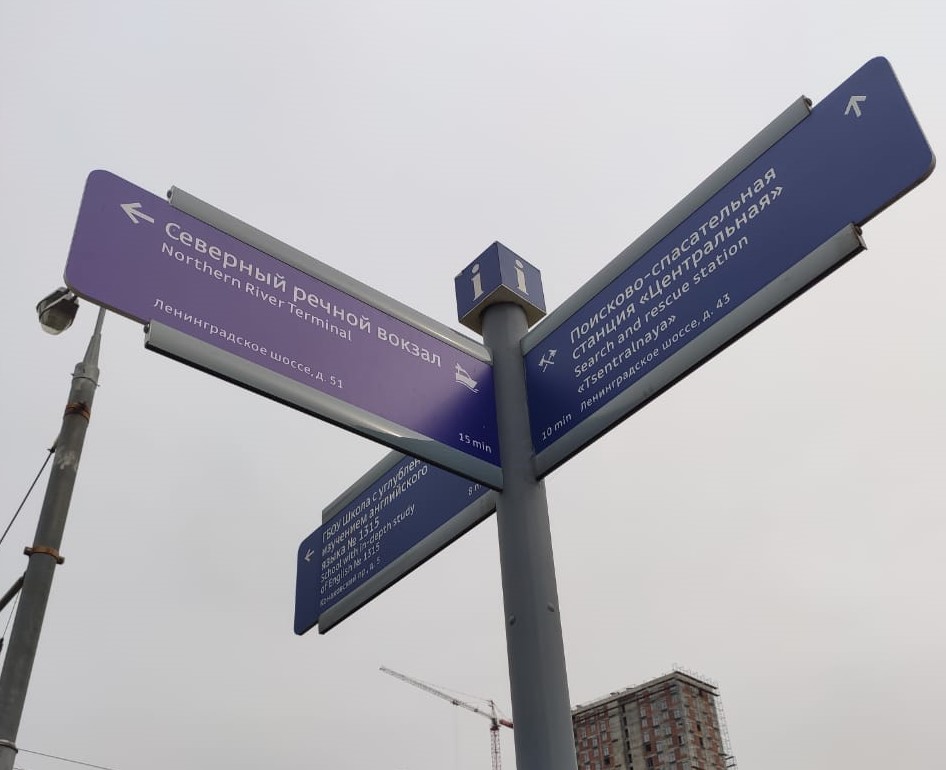 Северный речной вокзал
Northern River Terminal
Ленинградское шоссе, д. 51
15 min
i i
Поисково-спасательная
станция «Центральная»
Search and rescue station
«Tsentralnaya»
10 min Ленинградское шоссе, д. 43
ГБОУ Школа с углублен
изучением английского
языка № 1315
School with in-depth study
of English № 1315
8